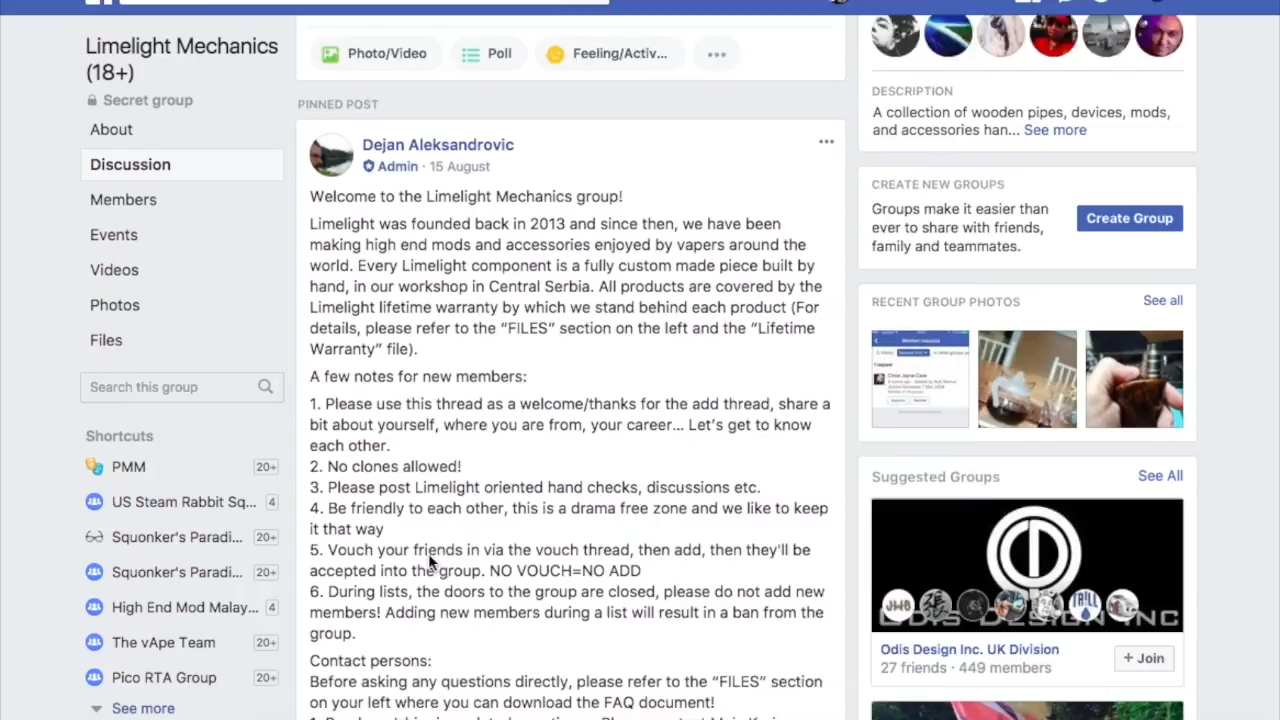 Limelight Mechanics
(18+)
Secret group
About
Discussion
Members
Events
Videos
Photos
Files
Search this group
Shortcuts
PMM 20+
US Steam Rabbit Sq... 4
Squonker's Paradi... 20+
Squonker's Paradi... 20+
High End Mod Malay... 4
The vApe Team 20+
Pico RTA Group 20+
See more
Photo/Video
Poll
Feeling/Activ...
PINNED POST
Dejan Aleksandrovic
Admin · 15 August
Welcome to the Limelight Mechanics group!
Limelight was founded back in 2013 and since then, we have been
making high end mods and accessories enjoyed by vapers around the
world. Every Limelight component is a fully custom made piece built by
hand, in our workshop in Central Serbia. All products are covered by the
Limelight lifetime warranty by which we stand behind each product (For
details, please refer to the “FILES” section on the left and the “Lifetime
Warranty” file).
A few notes for new members:
1. Please use this thread as a welcome/thanks for the add thread, share a
bit about yourself, where you are from, your career... Let’s get to know
each other.
2. No clones allowed!
3. Please post Limelight oriented hand checks, discussions etc.
4. Be friendly to each other, this is a drama free zone and we like to keep
it that way
5. Vouch your friends in via the vouch thread, then add, then they'll be
accepted into the group. NO VOUCH=NO ADD
6. During lists, the doors to the group are closed, please do not add new
members! Adding new members during a list will result in a ban from the
group.
Contact persons:
Before asking any questions directly, please refer to the “FILES” section
on your left where you can download the FAQ document!
DESCRIPTION
A collection of wooden pipes, devices, mods,
and accessories han... See more
CREATE NEW GROUPS
Groups make it easier than
ever to share with friends,
family and teammates.
Create Group
RECENT GROUP PHOTOS
See all
Suggested Groups
See All
JWB
張
TRILL
ODIS DESIGN INC
Odis Design Inc. UK Division
27 friends · 449 members
+ Join